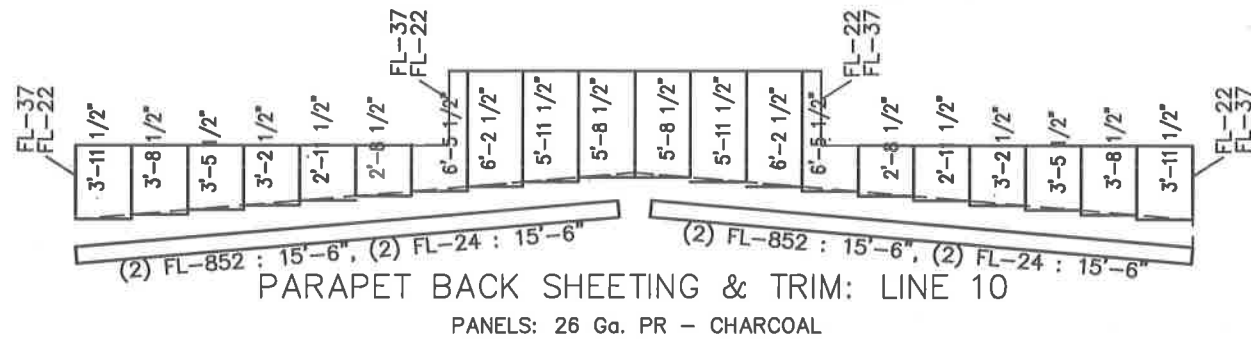 FL-37
FL-22
FL-37
FL-22
FL-22
FL-37
FL-22
FL-37
3'-11 1/2"
3'-8 1/2"
3'-5 1/2"
3'-2 1/2"
2'-11 1/2"
2'-8 1/2"
6'-5 1/2"
6'-2 1/2"
5'-11 1/2"
5'-8 1/2"
5'-8 1/2"
5'-11 1/2"
6'-2 1/2"
6'-5 1/2"
2'-8 1/2"
2'-11 1/2"
3'-2 1/2"
3'-5 1/2"
3'-8 1/2"
3'-11 1/2"
(2) FL-852 : 15'-6", (2) FL-24 : 15'-6"
(2) FL-852 : 15'-6", (2) FL-24 : 15'-6"
PARAPET BACK SHEETING & TRIM: LINE 10
PANELS: 26 Ga. PR - CHARCOAL